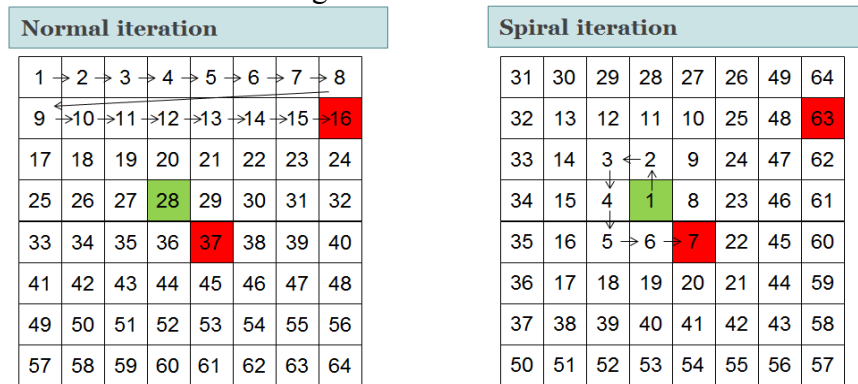 Normal iteration
1 2 3 4 5 6 7 8
9 10 11 12 13 14 15 16
17 18 19 20 21 22 23 24
25 26 27 28 29 30 31 32
33 34 35 36 37 38 39 40
41 42 43 44 45 46 47 48
49 50 51 52 53 54 55 56
57 58 59 60 61 62 63 64
Spiral iteration
31 30 29 28 27 26 49 64
32 13 12 11 10 25 48 63
33 14 3 2 9 24 47 62
34 15 4 1 8 23 46 61
35 16 5 6 7 22 45 60
36 17 18 19 20 21 44 59
37 38 39 40 41 42 43 58
50 51 52 53 54 55 56 57